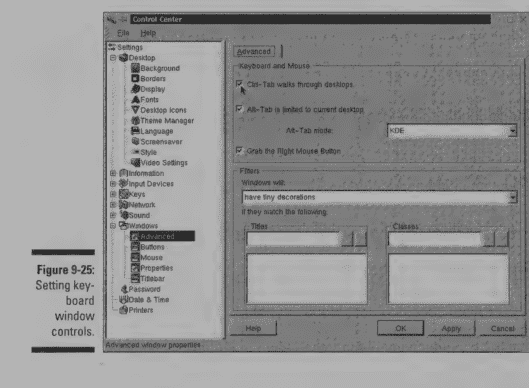 Control Center
File Help
Settings
Desktop
Background
Borders
Display
Fonts
Desktop Icons
Theme Manager
Language
Screensaver
Style
Video Settings
Information
Input Devices
Keys
Network
Sound
Windows
Advanced
Buttons
Mouse
Properties
Titlebar
Password
Date & Time
Printers
Advanced
Keyboard and Mouse
Ctrl-Tab walks through desktops
Alt-Tab is limited to current desktop
Alt-Tab mode: KDE
Grab the Right Mouse Button
Filters
Windows will:
have tiny decorations
if they match the following:
Titles Classes
Help OK Apply Cancel
Advanced window properties
Figure 9-25:
Setting key-
board
window
controls.